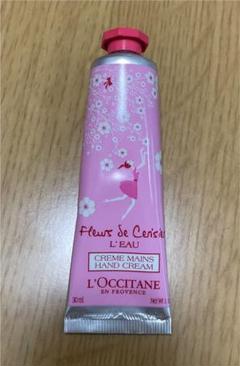 Fleurs de Cerisier
L'EAU
CRÈME MAINS
HAND CREAM
L'OCCITANE
EN PROVENCE
30 ml